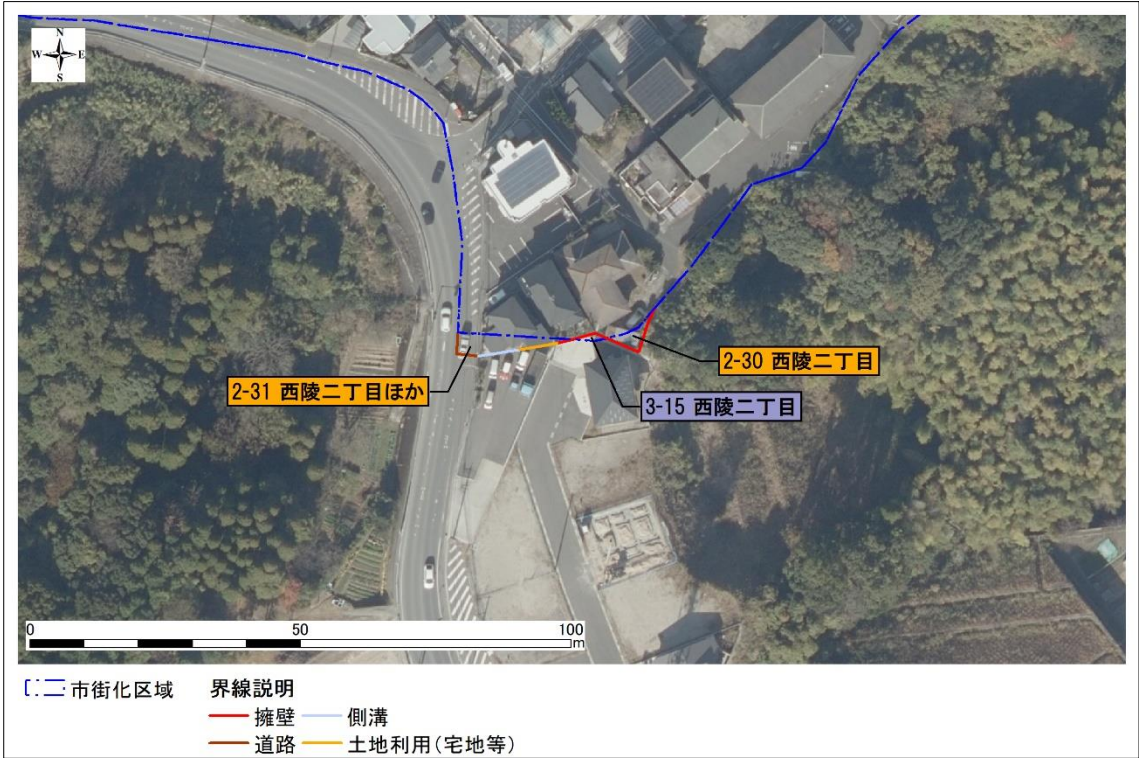 N
W E
S
2-31 西陵二丁目ほか
2-30 西陵二丁目
3-15 西陵二丁目
0 50 100
m
市街化区域 界線説明
擁壁 側溝
道路 土地利用(宅地等)